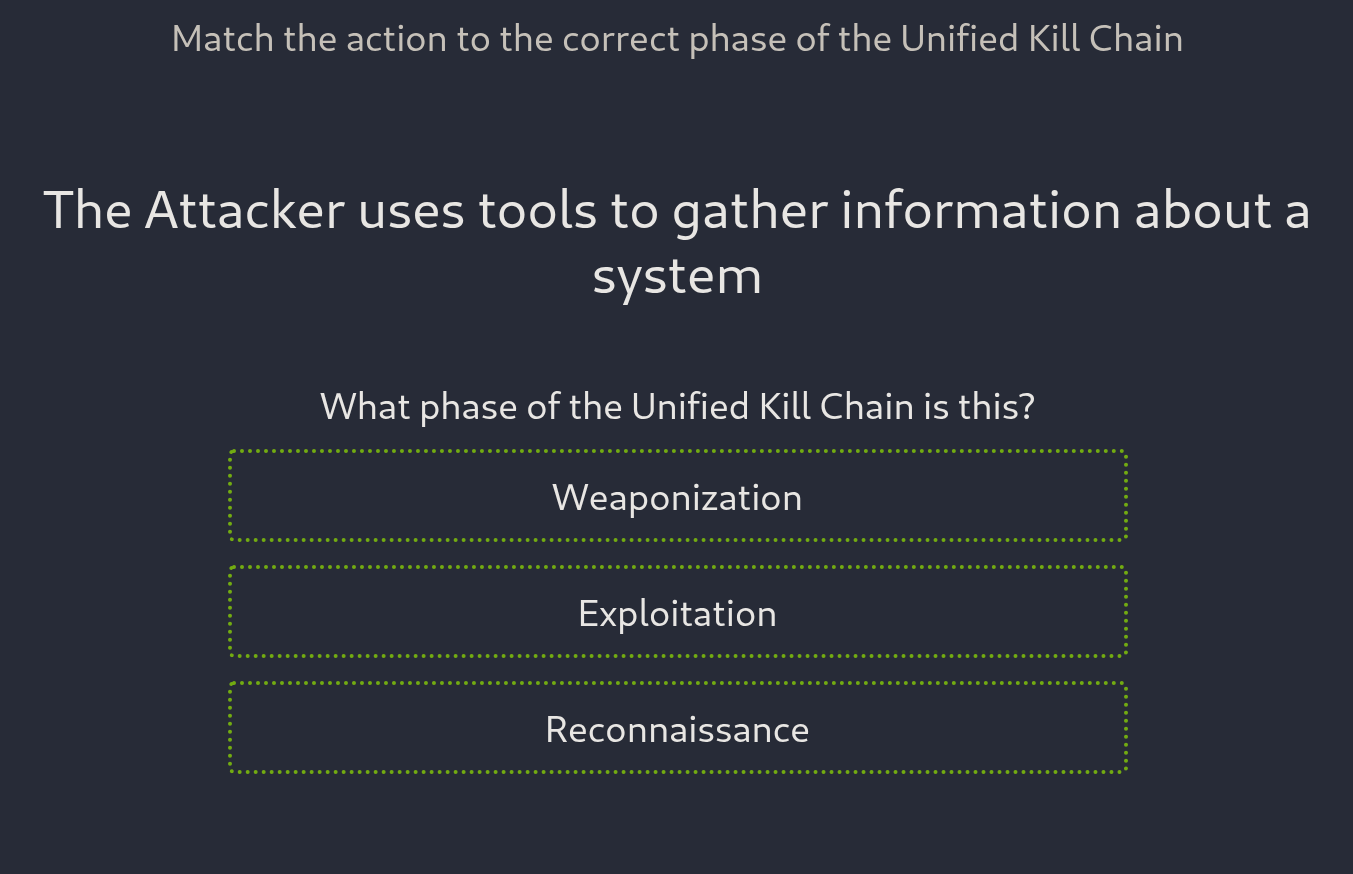 Match the action to the correct phase of the Unified Kill Chain
The Attacker uses tools to gather information about a
system
What phase of the Unified Kill Chain is this?
Weaponization
Exploitation
Reconnaissance